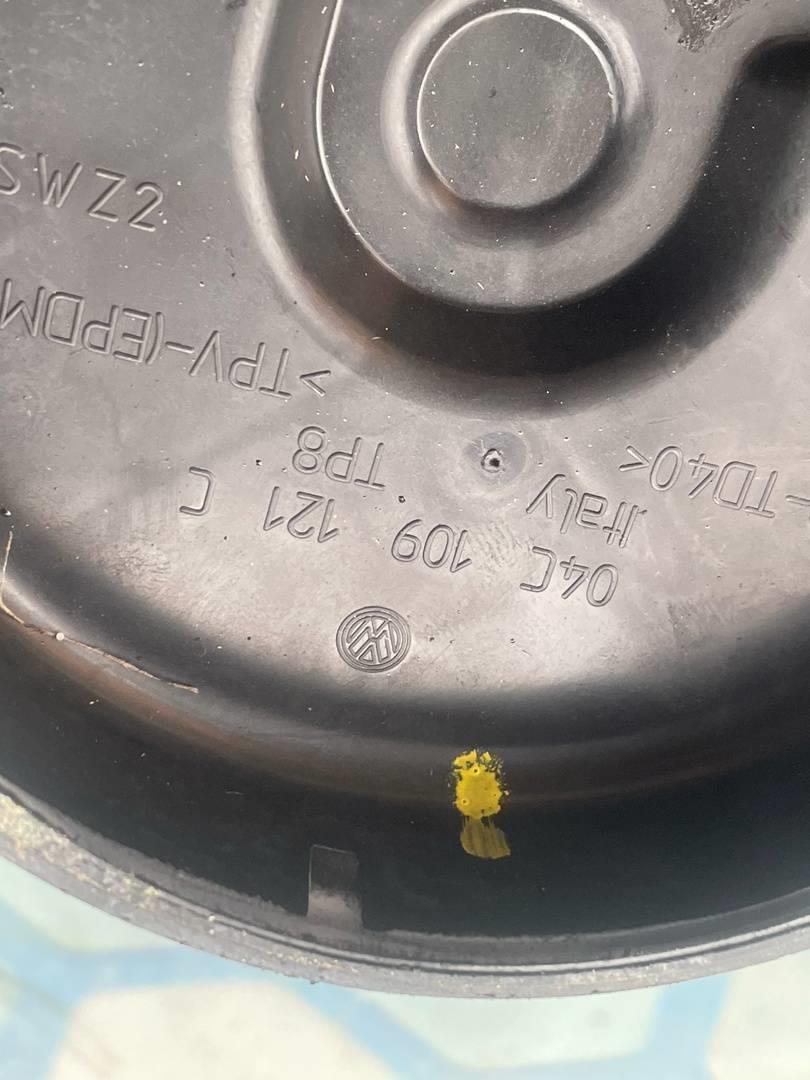 04C 109 121 C
Italy TP8
-TD40<
>TPV-(EPDM
SWZ2